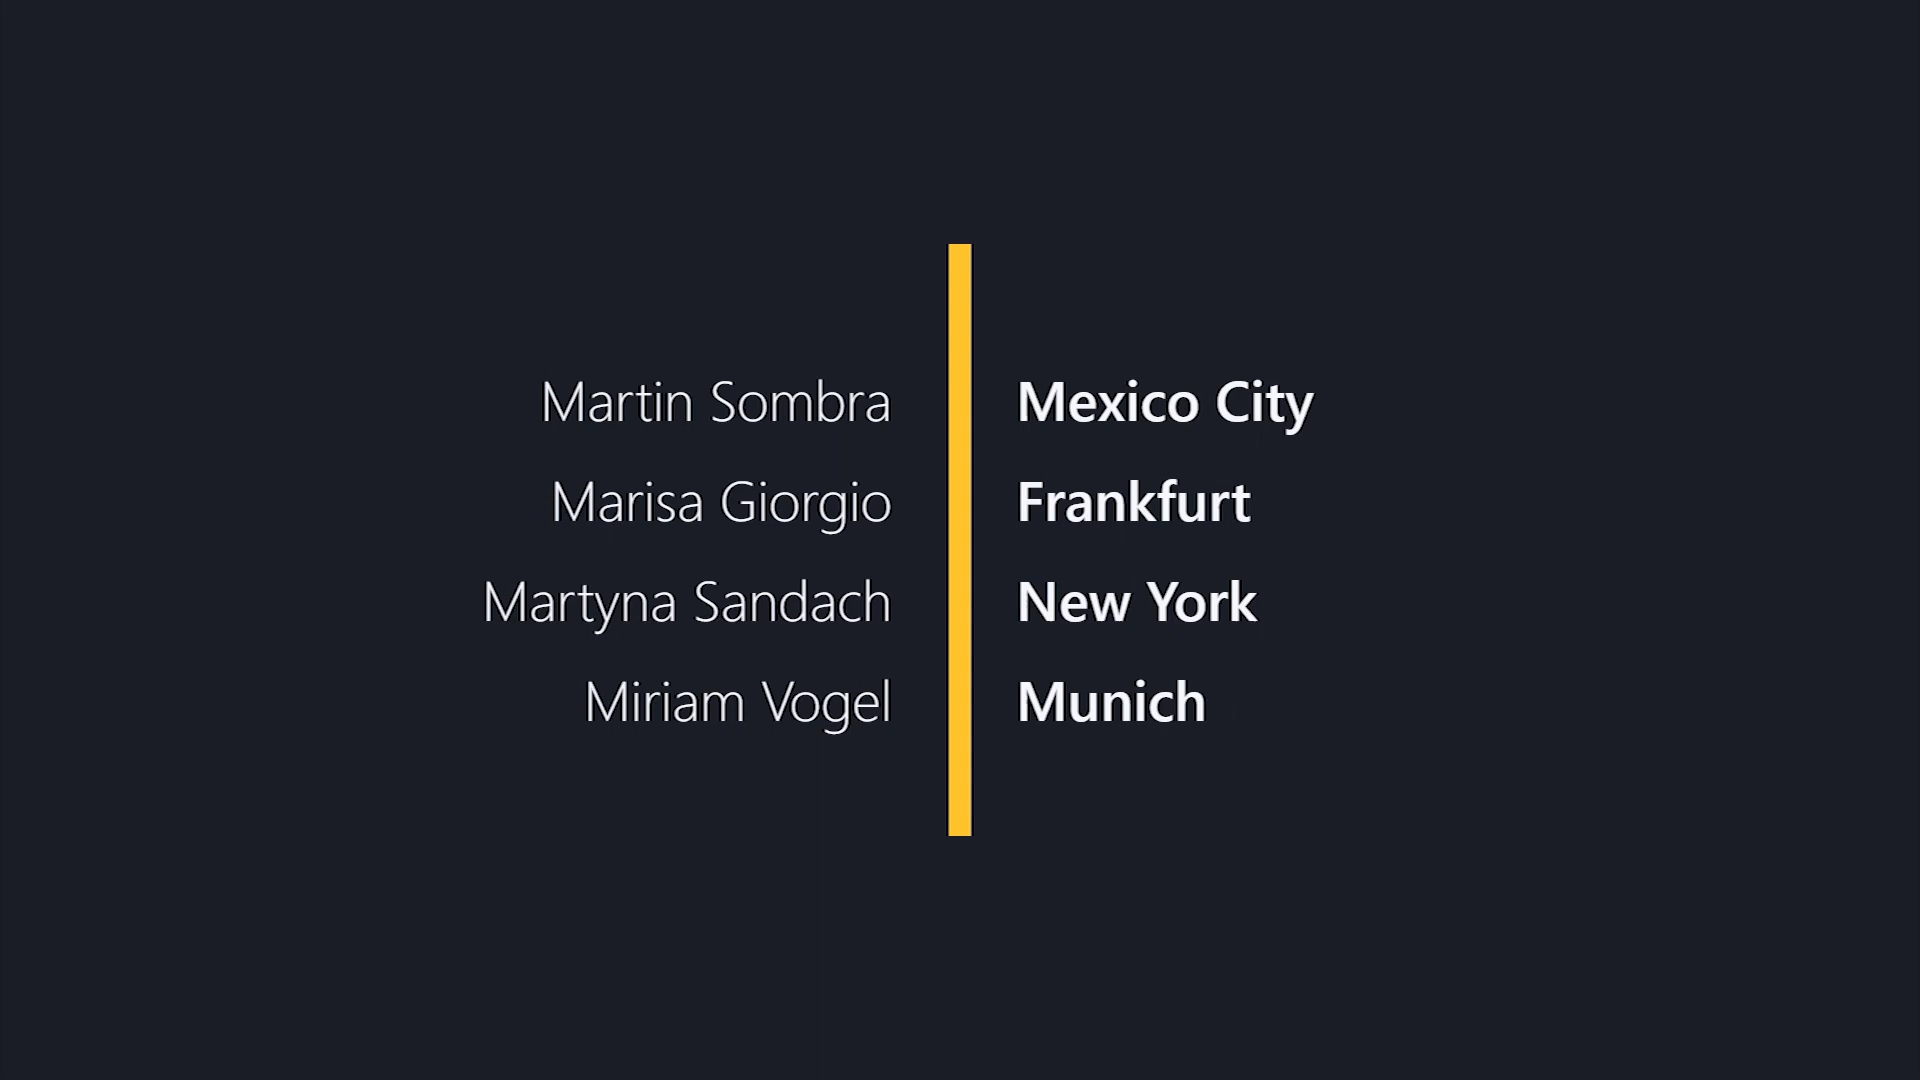 Martin Sombra Mexico City
Marisa Giorgio Frankfurt
Martyna Sandach New York
Miriam Vogel Munich